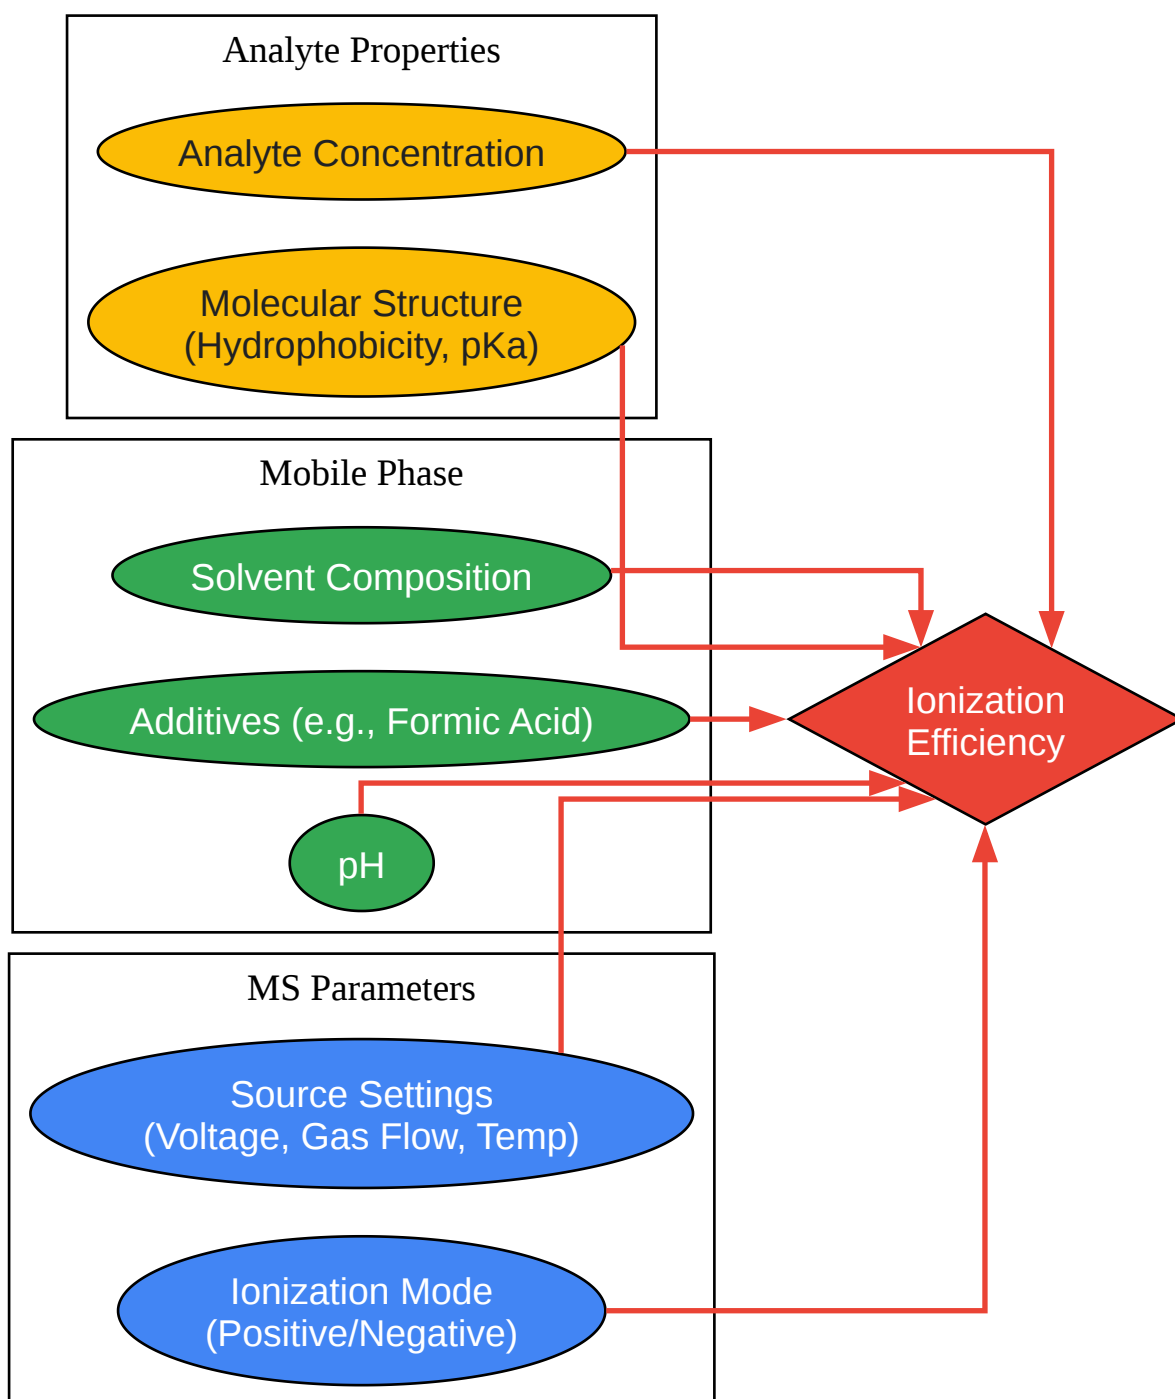 Analyte Properties
Analyte Concentration
Molecular Structure
(Hydrophobicity, pKa)
Mobile Phase
Solvent Composition
Additives (e.g., Formic Acid)
pH
Ionization
Efficiency
MS Parameters
Source Settings
(Voltage, Gas Flow, Temp)
Ionization Mode
(Positive/Negative)